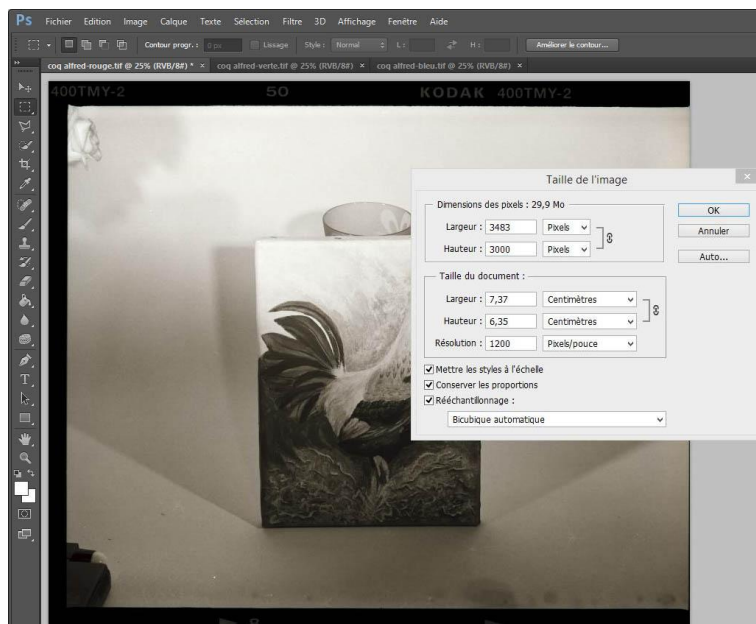 Ps Fichier Edition Image Calque Texte Sélection Filtre 3D Affichage Fenêtre Aide
Contour progr. : 0 px Lissage Style : Normal L : H : Améliorer le contour...
coq alfred-rouge.tif @ 25% (RVB/8#) * × coq alfred-verte.tif @ 25% (RVB/8#) × coq alfred-bleu.tif @ 25% (RVB/8#) ×
400TMY-2 50 KODAK 400TMY-2
Taille de l'image
Dimensions des pixels : 29,9 Mo
OK
Largeur : 3483 Pixels
Annuler
Hauteur : 3000 Pixels
Auto...
Taille du document :
Largeur : 7,37 Centimètres
Hauteur : 6,35 Centimètres
Résolution : 1200 Pixels/pouce
Mettre les styles à l'échelle
Conserver les proportions
Rééchantillonnage :
Bicubique automatique
8